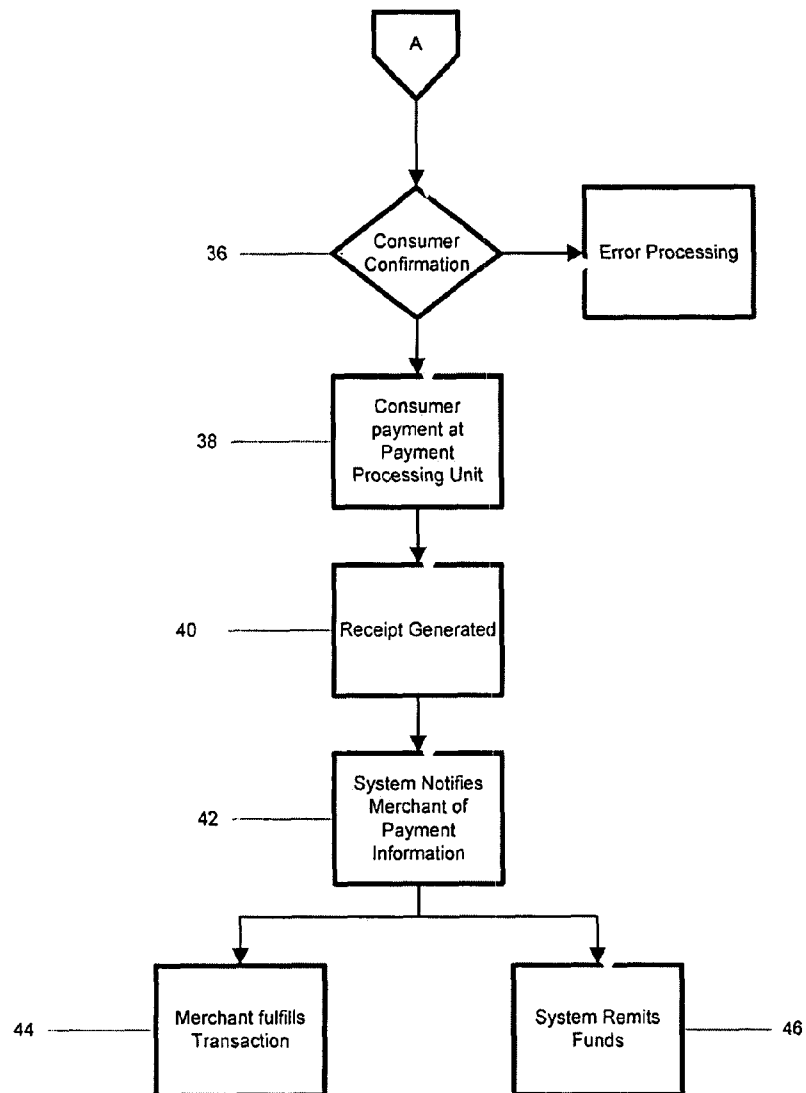 A
36
Consumer
Confirmation
Error Processing
38
Consumer
payment at
Payment
Processing Unit
40
Receipt Generated
42
System Notifies
Merchant of
Payment
Information
44
Merchant fulfills
Transaction
System Remits
Funds
46